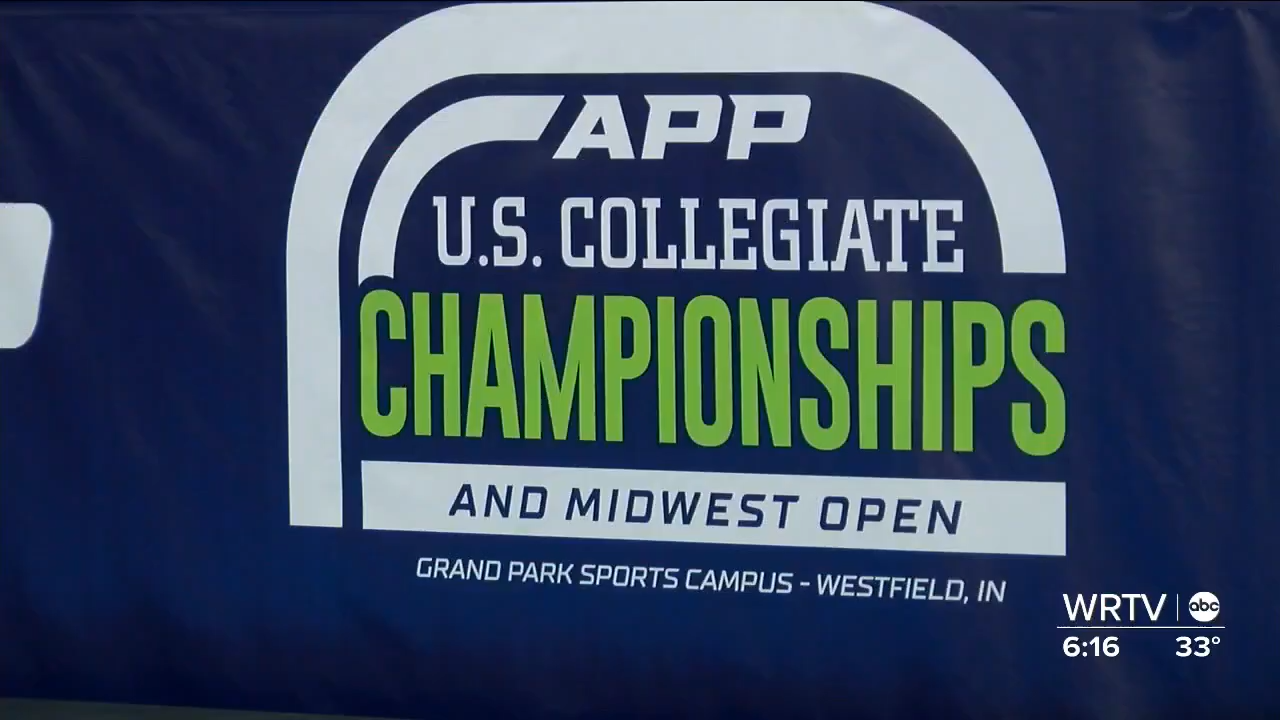 APP
U.S. COLLEGIATE
CHAMPIONSHIPS
AND MIDWEST OPEN
GRAND PARK SPORTS CAMPUS - WESTFIELD, IN
WRTV abc
6:16 33°